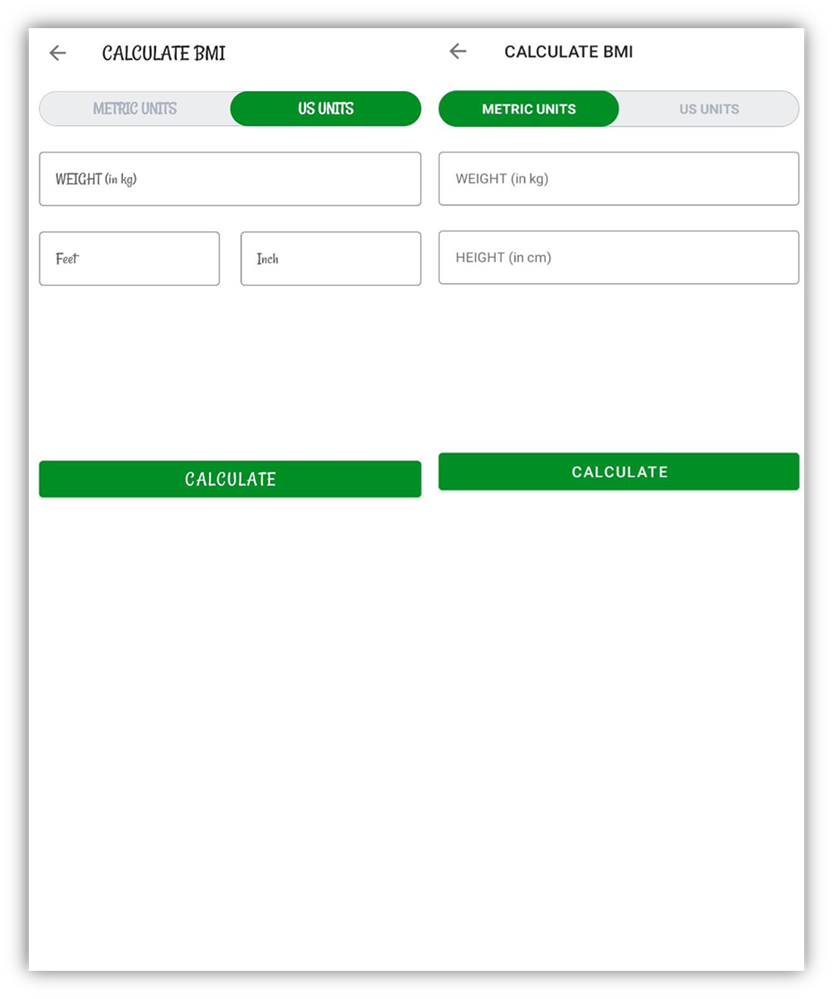 CALCULATE BMI
METRIC UNITS US UNITS
WEIGHT (in kg)
Feet Inch
CALCULATE
CALCULATE BMI
METRIC UNITS US UNITS
WEIGHT (in kg)
HEIGHT (in cm)
CALCULATE